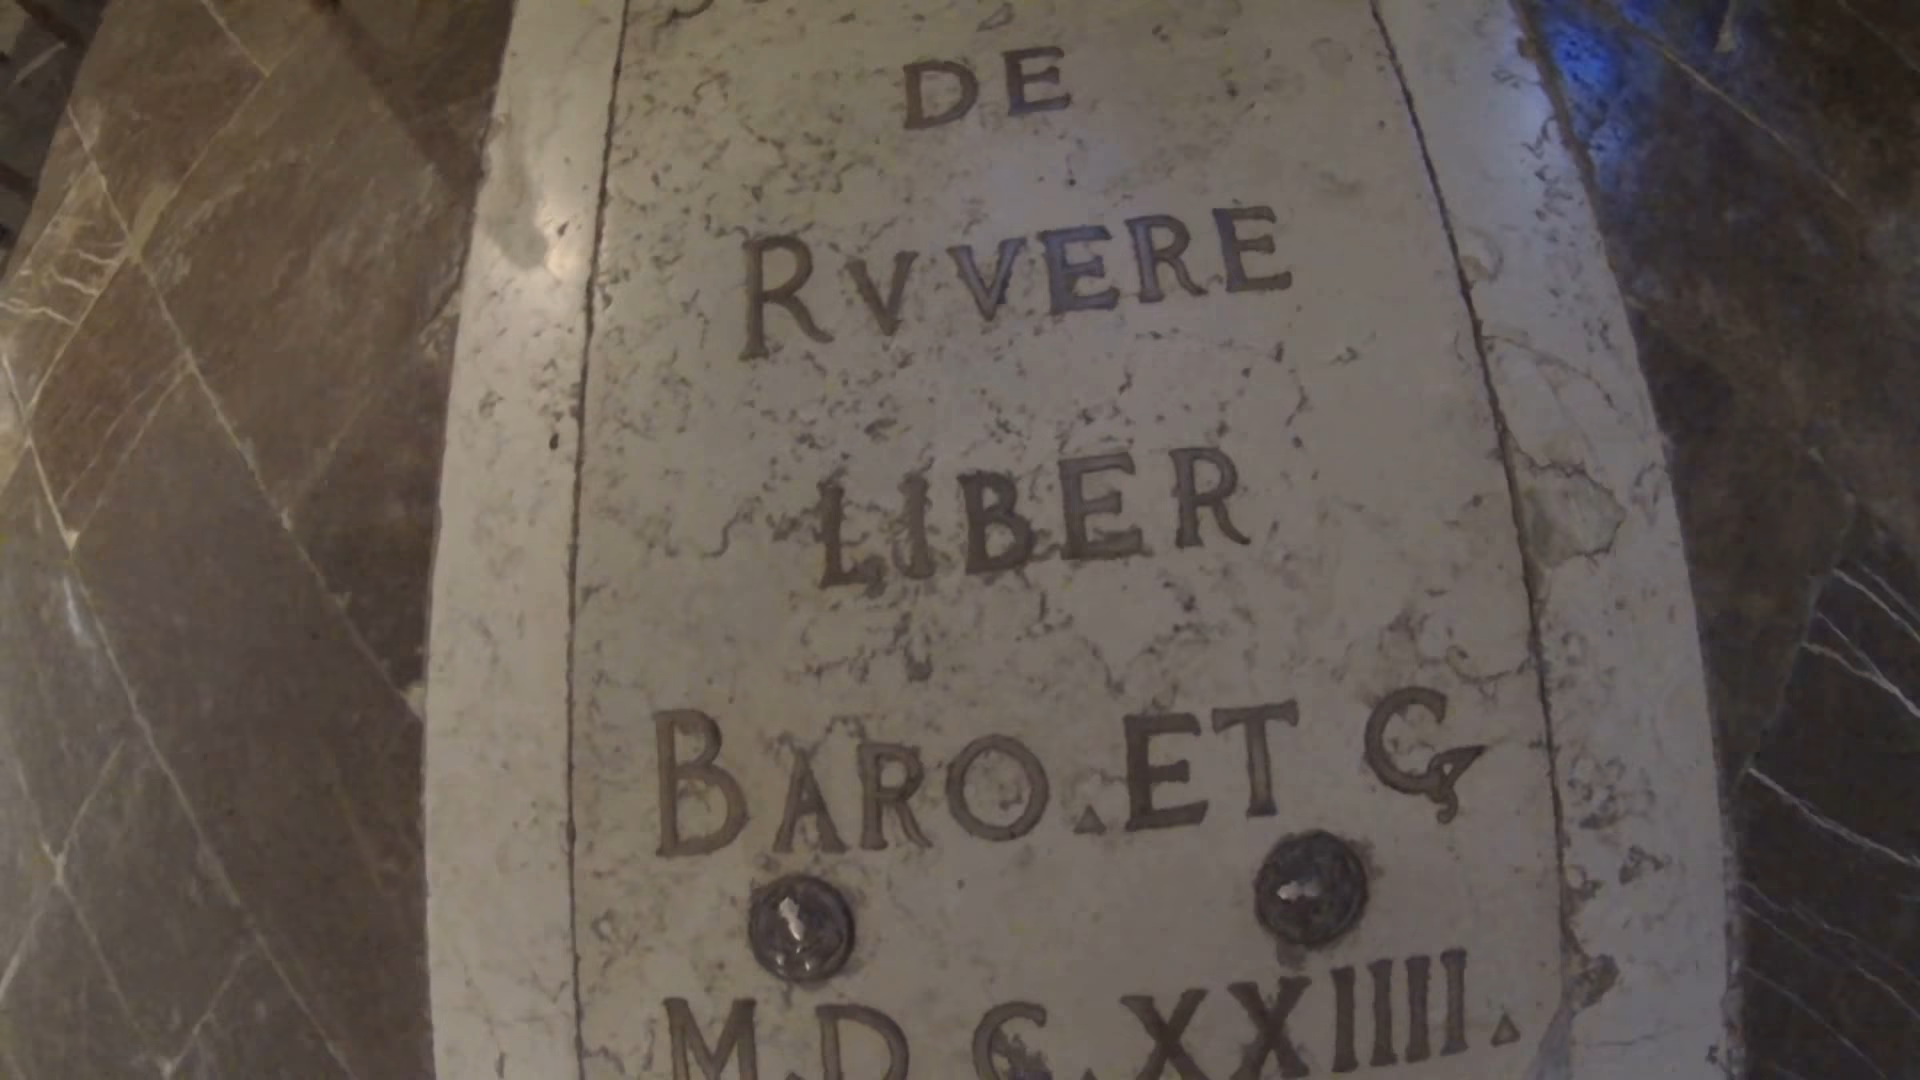 DE
RVVERE
LIBER
BARO.ET Ç
M.D.C.XXIIII.